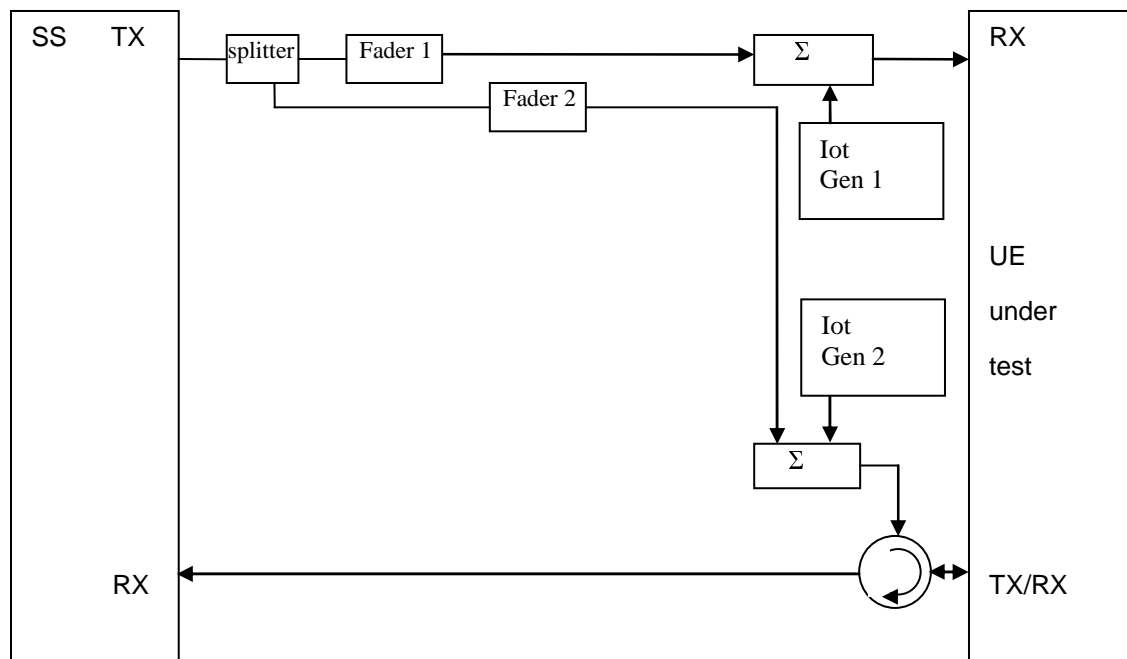 SS TX
splitter
Fader 1
Σ
RX
Fader 2
Iot
Gen 1
UE
under
test
Iot
Gen 2
Σ
RX
TX/RX